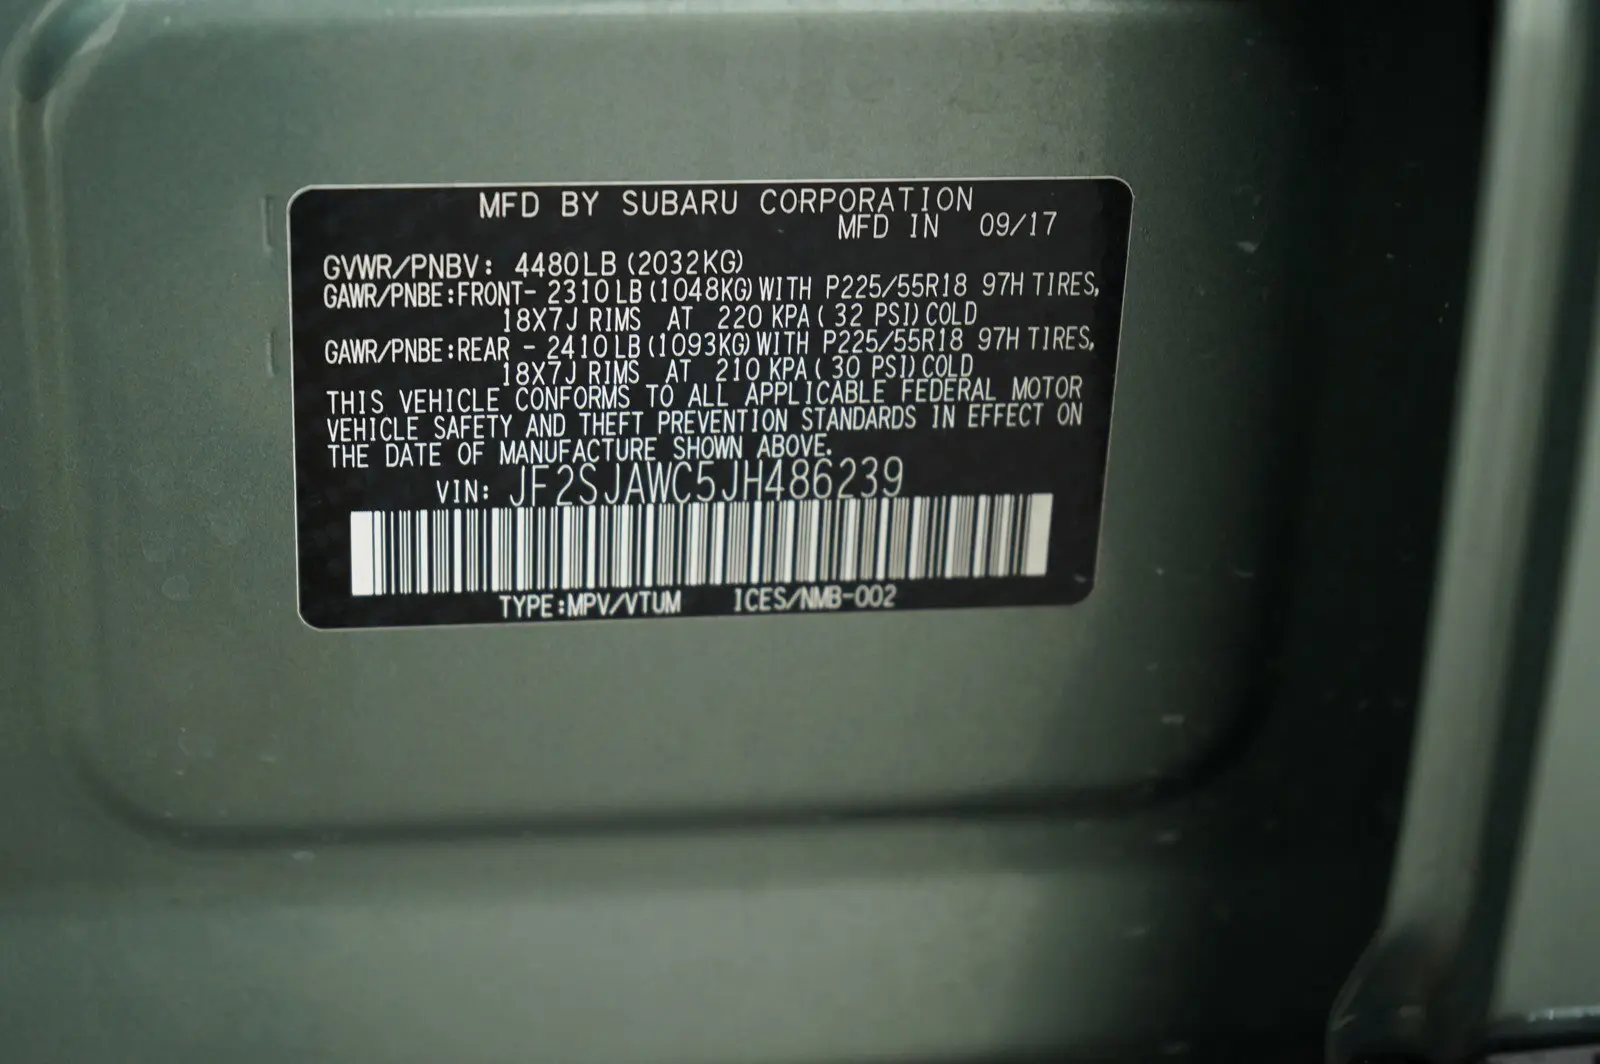 MFD BY SUBARU CORPORATION
MFD IN 09/17
GVWR/PNBV: 4480LB (2032KG)
GAWR/PNBE:FRONT- 2310LB (1048KG) WITH P225/55R18 97H TIRES,
18X7J RIMS AT 220 KPA ( 32 PSI) COLD
GAWR/PNBE:REAR - 2410LB (1093KG) WITH P225/55R18 97H TIRES,
18X7J RIMS AT 210 KPA ( 30 PSI) COLD
THIS VEHICLE CONFORMS TO ALL APPLICABLE FEDERAL MOTOR
VEHICLE SAFETY AND THEFT PREVENTION STANDARDS IN EFFECT ON
THE DATE OF MANUFACTURE SHOWN ABOVE.
VIN: JF2SJAWC5JH486239
TYPE:MPV/VTUM ICES/NMB-002